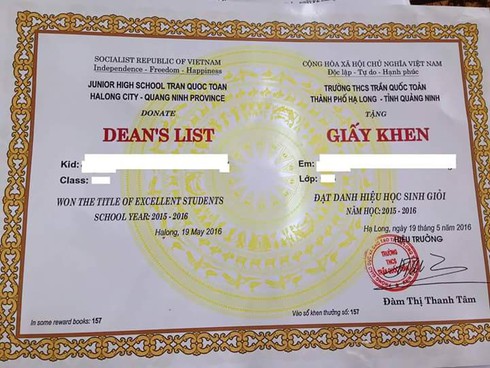 SOCIALIST REPUBLIC OF VIETNAM
Independence - Freedom - Happiness
JUNIOR HIGH SCHOOL TRAN QUOC TOAN
HALONG CITY - QUANG NINH PROVINCE
DONATE
DEAN'S LIST
Kid:
Class:
WON THE TITLE OF EXCELLENT STUDENTS
SCHOOL YEAR: 2015 - 2016
Halong, 19 May 2016
In some reward books: 157
CỘNG HÒA XÃ HỘI CHỦ NGHĨA VIỆT NAM
Độc lập - Tự do - Hạnh phúc
TRƯỜNG THCS TRẦN QUỐC TOẢN
THÀNH PHỐ HẠ LONG - TỈNH QUẢNG NINH
TẶNG
GIẤY KHEN
Em:
Lớp:
ĐẠT DANH HIỆU HỌC SINH GIỎI
NĂM HỌC: 2015 - 2016
Hạ Long, ngày 19 tháng 5 năm 2016
HIỆU TRƯỞNG
TRƯỜNG
THCS
Đàm Thị Thanh Tâm
Vào sổ khen thưởng số: 157